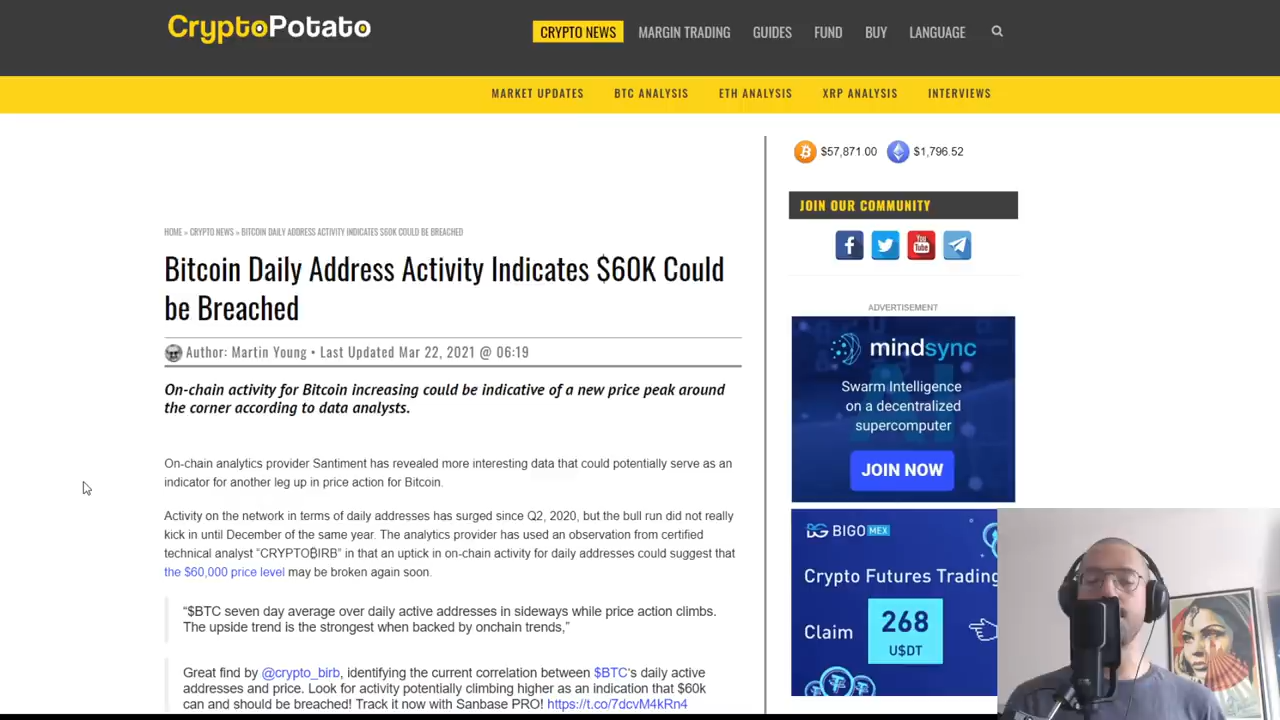 CryptoPotato
CRYPTO NEWS MARGIN TRADING GUIDES FUND BUY LANGUAGE
MARKET UPDATES BTC ANALYSIS ETH ANALYSIS XRP ANALYSIS INTERVIEWS
$57,871.00 $1,796.52
JOIN OUR COMMUNITY
You
Tube
HOME » CRYPTO NEWS » BITCOIN DAILY ADDRESS ACTIVITY INDICATES $60K COULD BE BREACHED
Bitcoin Daily Address Activity Indicates $60K Could
be Breached
Author: Martin Young • Last Updated Mar 22, 2021 @ 06:19
On-chain activity for Bitcoin increasing could be indicative of a new price peak around
the corner according to data analysts.
On-chain analytics provider Santiment has revealed more interesting data that could potentially serve as an
indicator for another leg up in price action for Bitcoin.
Activity on the network in terms of daily addresses has surged since Q2, 2020, but the bull run did not really
kick in until December of the same year. The analytics provider has used an observation from certified
technical analyst “CRYPTOBIRB” in that an uptick in on-chain activity for daily addresses could suggest that
the $60,000 price level may be broken again soon.
“$BTC seven day average over daily active addresses in sideways while price action climbs.
The upside trend is the strongest when backed by onchain trends,”
Great find by @crypto_birb, identifying the current correlation between $BTC‘s daily active
addresses and price. Look for activity potentially climbing higher as an indication that $60k
can and should be breached! Track it now with Sanbase PRO! https://t.co/7dcvM4kRn4
ADVERTISEMENT
mindsync
Swarm Intelligence
on a decentralized
supercomputer
JOIN NOW
BIGO MEX
Crypto Futures Trading
Claim 268
U$DT